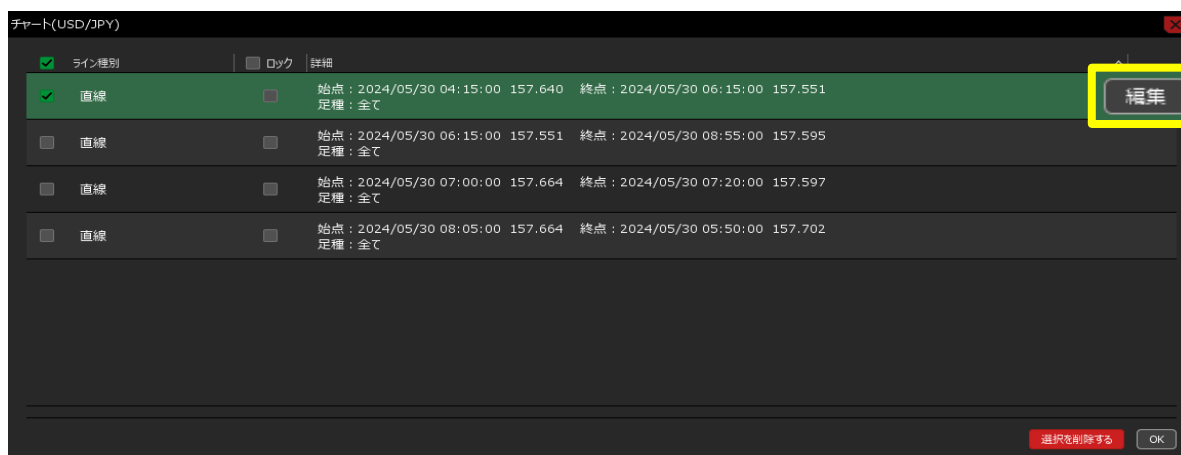 チャート(USD/JPY)
ライン種別 ロック 詳細
直線 始点：2024/05/30 04:15:00 157.640 終点：2024/05/30 06:15:00 157.551
足種：全て
編集
直線 始点：2024/05/30 06:15:00 157.551 終点：2024/05/30 08:55:00 157.595
足種：全て
直線 始点：2024/05/30 07:00:00 157.664 終点：2024/05/30 07:20:00 157.597
足種：全て
直線 始点：2024/05/30 08:05:00 157.664 終点：2024/05/30 05:50:00 157.702
足種：全て
選択を削除する OK